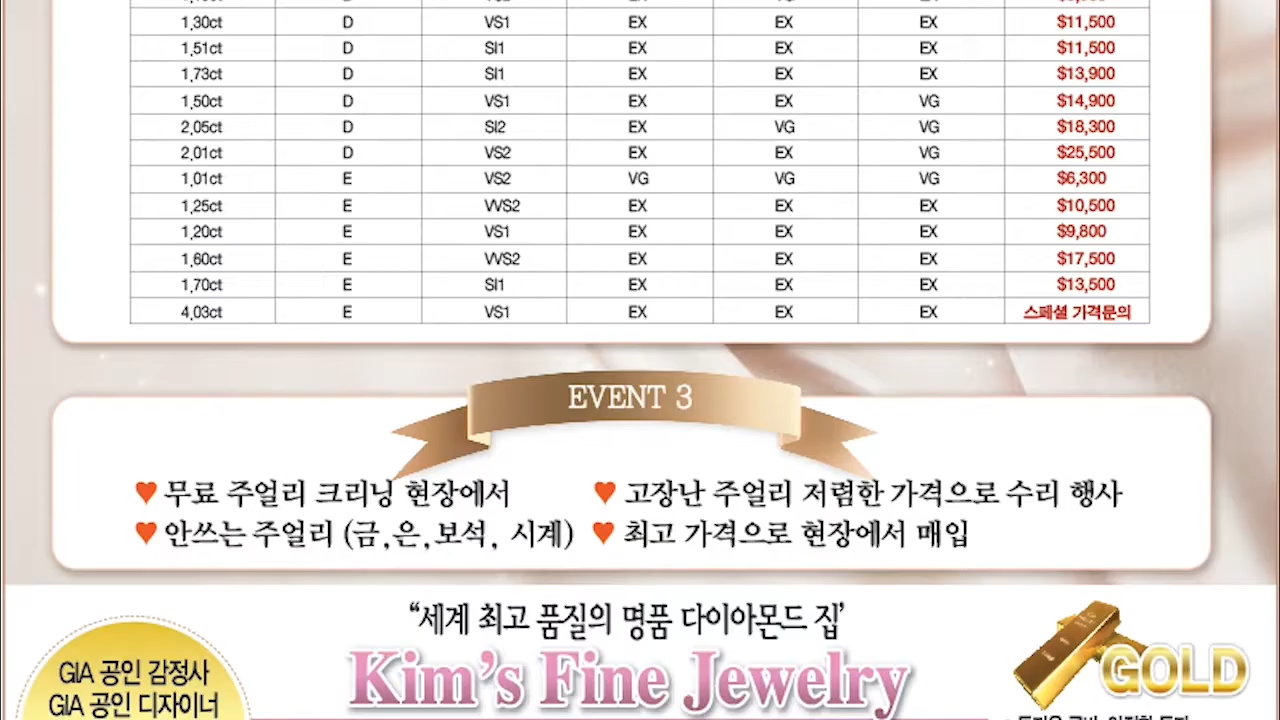 1.30ct D VS1 EX EX EX $11,500
1.51ct D SI1 EX EX EX $11,500
1.73ct D SI1 EX EX EX $13,900
1.50ct D VS1 EX EX VG $14,900
2.05ct D SI2 EX VG VG $18,300
2.01ct D VS2 EX EX VG $25,500
1.01ct E VS2 VG VG VG $6,300
1.25ct E VVS2 EX EX EX $10,500
1.20ct E VS1 EX EX EX $9,800
1.60ct E VVS2 EX EX EX $17,500
1.70ct E SI1 EX EX EX $13,500
4.03ct E VS1 EX EX EX 스페셜 가격문의
EVENT 3
♥ 무료 주얼리 크리닝 현장에서 ♥ 고장난 주얼리 저렴한 가격으로 수리 행사
♥ 안쓰는 주얼리 (금,은,보석, 시계) ♥ 최고 가격으로 현장에서 매입
“세계 최고 품질의 명품 다이아몬드 집’
Kim's Fine Jewelry
GIA 공인 감정사
GIA 공인 디자이너
GOLD